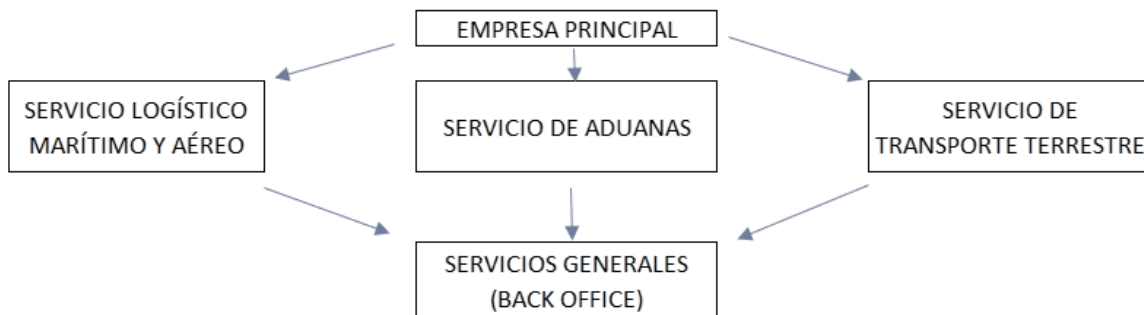 EMPRESA PRINCIPAL
SERVICIO LOGÍSTICO
MARÍTIMO Y AÉREO
SERVICIO DE ADUANAS
SERVICIO DE
TRANSPORTE TERRESTRE
SERVICIOS GENERALES
(BACK OFFICE)